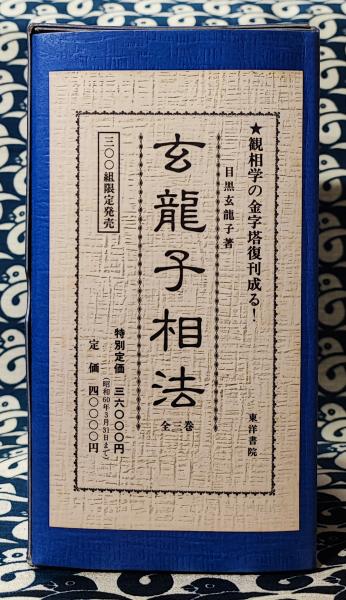 ★観相学の金字塔復刊成る！
目黒玄龍子著
東洋書院
玄龍子相法
全三巻
三〇〇組限定発売
特別定価 三六〇〇〇円
（昭和60年3月31日まで）
定価 四〇〇〇〇円